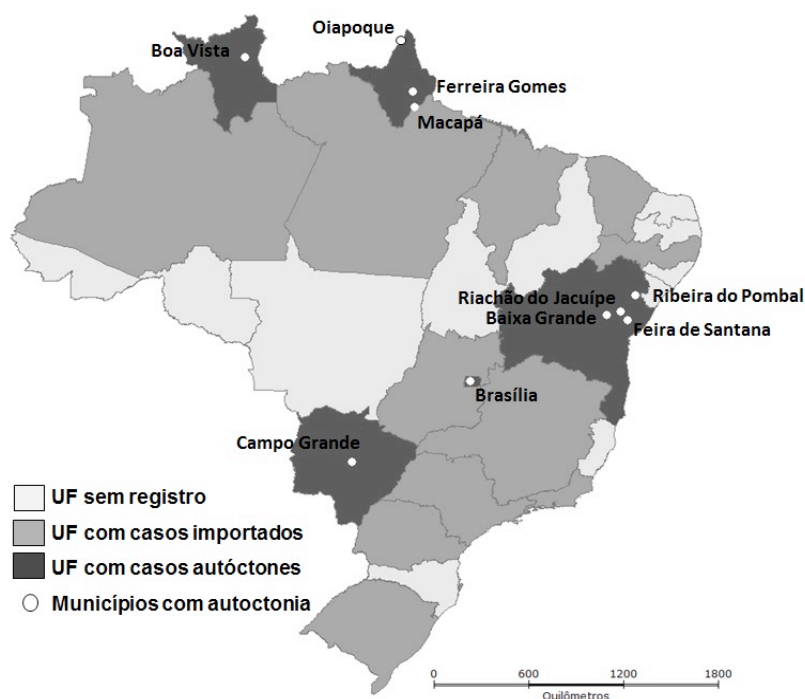 Oiapoque
Boa Vista
Ferreira Gomes
Macapá
Riachão do Jacuípe
Ribeira do Pombal
Baixa Grande
Feira de Santana
Brasília
Campo Grande
UF sem registro
UF com casos importados
UF com casos autóctones
Municípios com autoctonia
0 600 1200 1800
Quilômetros